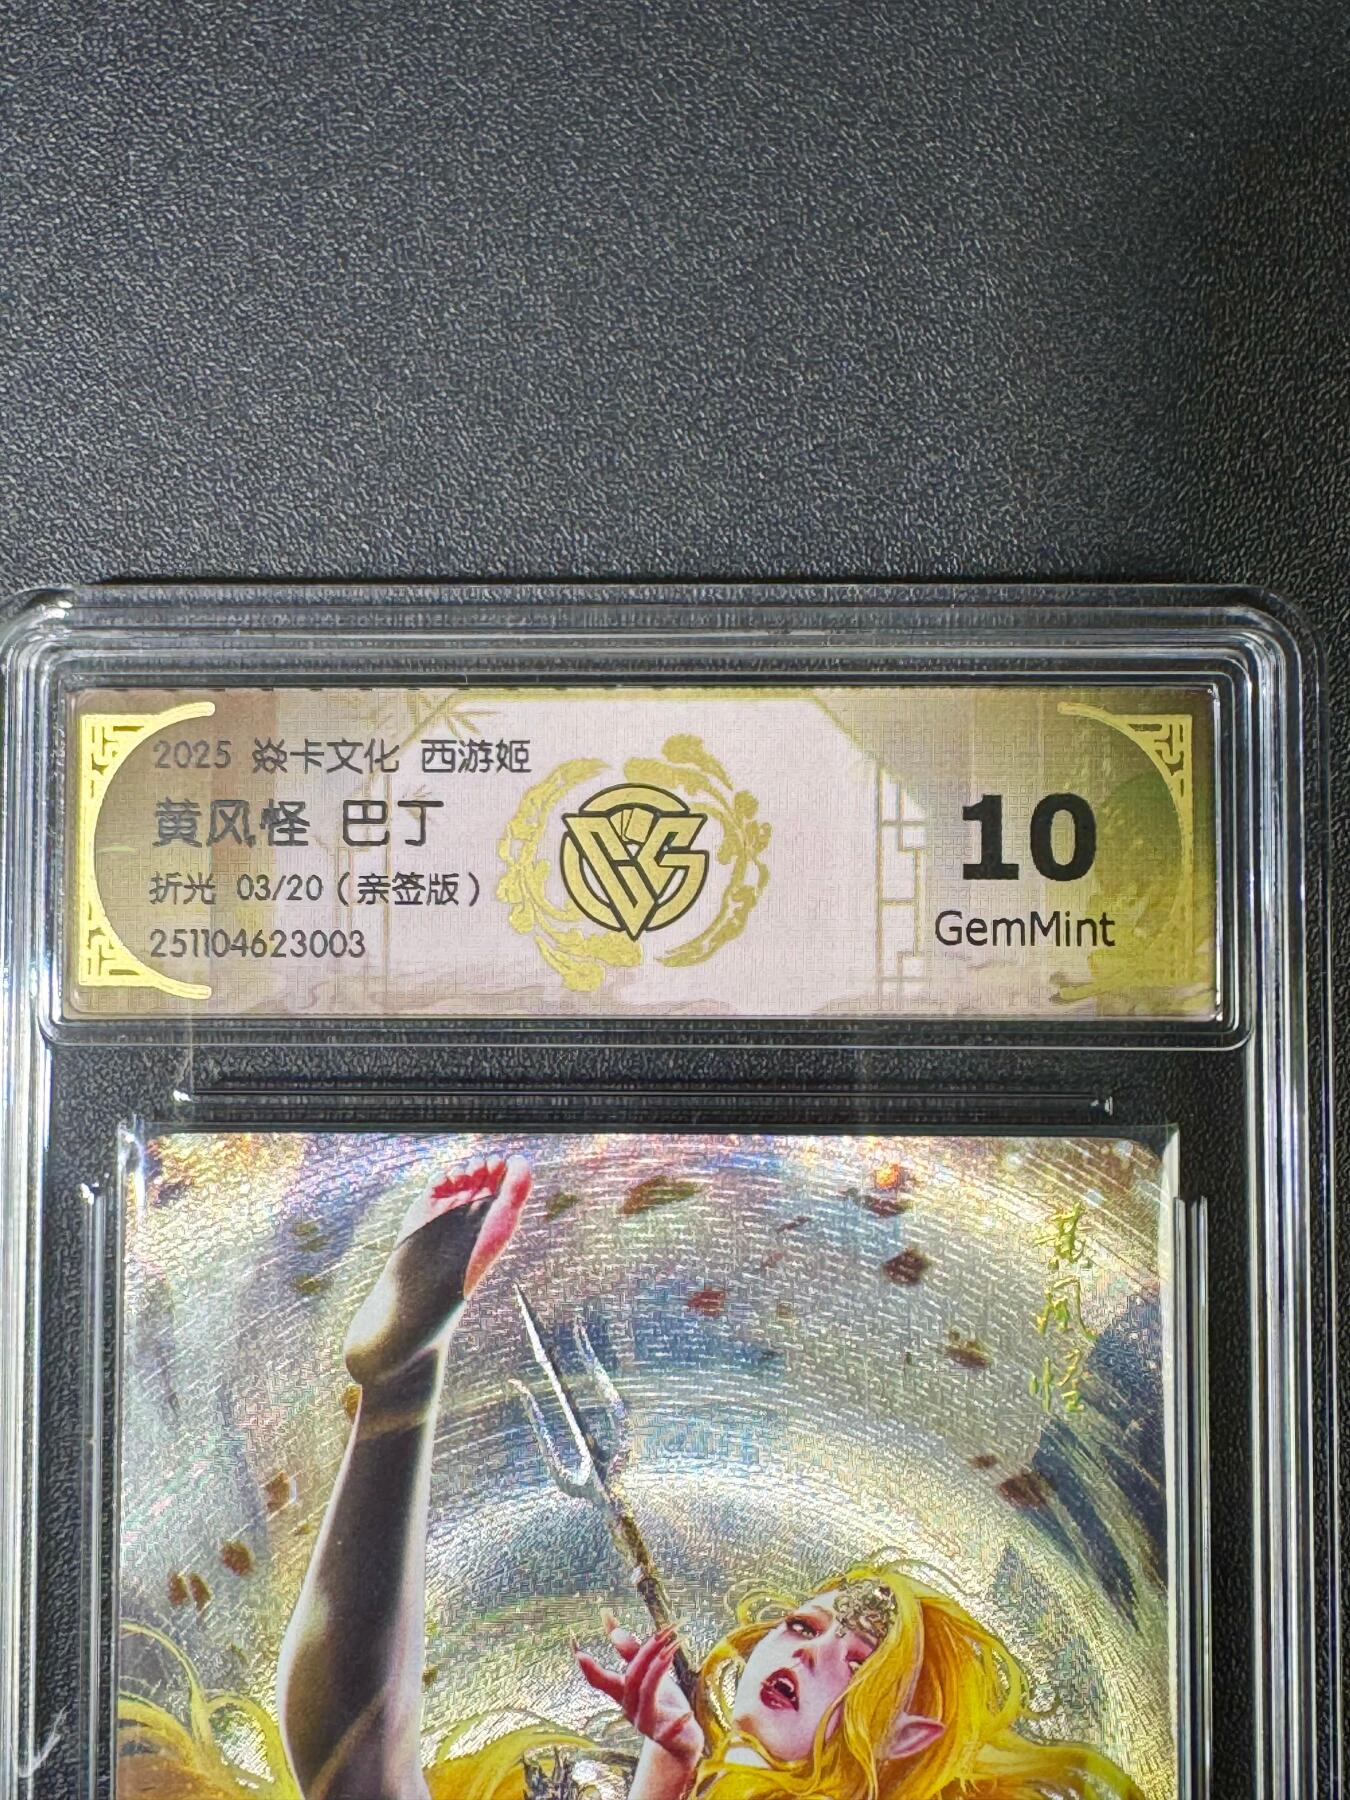 2025 焱卡文化 西游姬
黄风怪 巴丁
折光 03/20（亲签版）
251104623003
10
GemMint
黄风怪